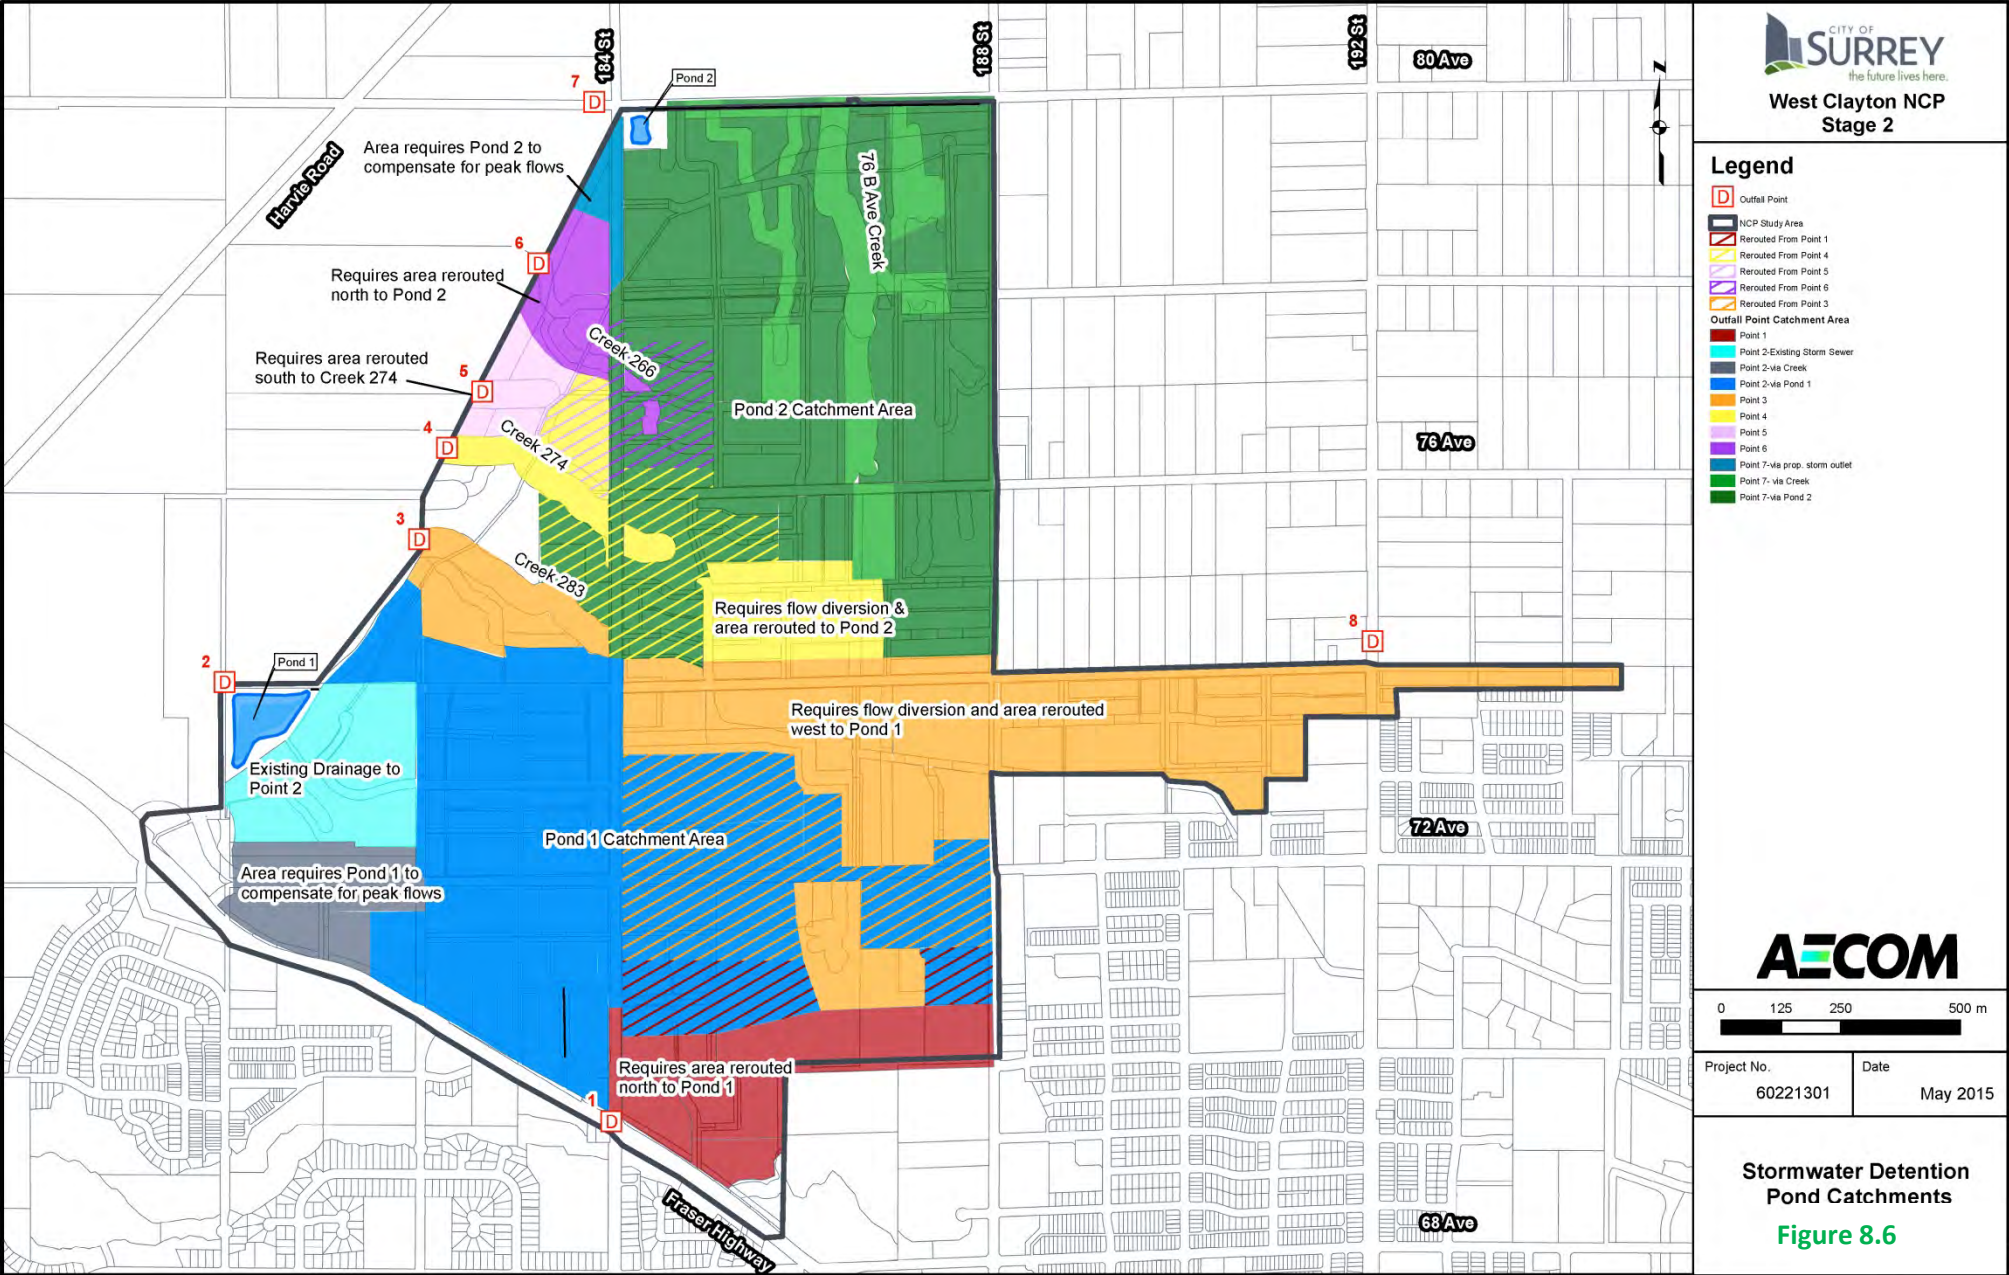 184 St
188 St
192 St
80 Ave
7
D
Pond 2
Area requires Pond 2 to
compensate for peak flows
Harvie Road
76 B Ave Creek
6
D
Requires area rerouted
north to Pond 2
Creek 266
Requires area rerouted
south to Creek 274
5
D
Pond 2 Catchment Area
4
D
Creek 274
76 Ave
3
D
Creek 283
Requires flow diversion &
area rerouted to Pond 2
8
D
2
D
Pond 1
Requires flow diversion and area rerouted
west to Pond 1
Existing Drainage to
Point 2
Pond 1 Catchment Area
72 Ave
Area requires Pond 1 to
compensate for peak flows
Requires area rerouted
north to Pond 1
1
D
Fraser Highway
68 Ave
Z
CITY OF
SURREY
the future lives here.
West Clayton NCP
Stage 2
Legend
D Outfall Point
NCP Study Area
Rerouted From Point 1
Rerouted From Point 4
Rerouted From Point 5
Rerouted From Point 6
Rerouted From Point 3
Outfall Point Catchment Area
Point 1
Point 2-Existing Storm Sewer
Point 2-via Creek
Point 2-via Pond 1
Point 3
Point 4
Point 5
Point 6
Point 7-via prop. storm outlet
Point 7- via Creek
Point 7-via Pond 2
AECOM
0 125 250 500 m
Project No.
60221301
Date
May 2015
Stormwater Detention
Pond Catchments
Figure 8.6